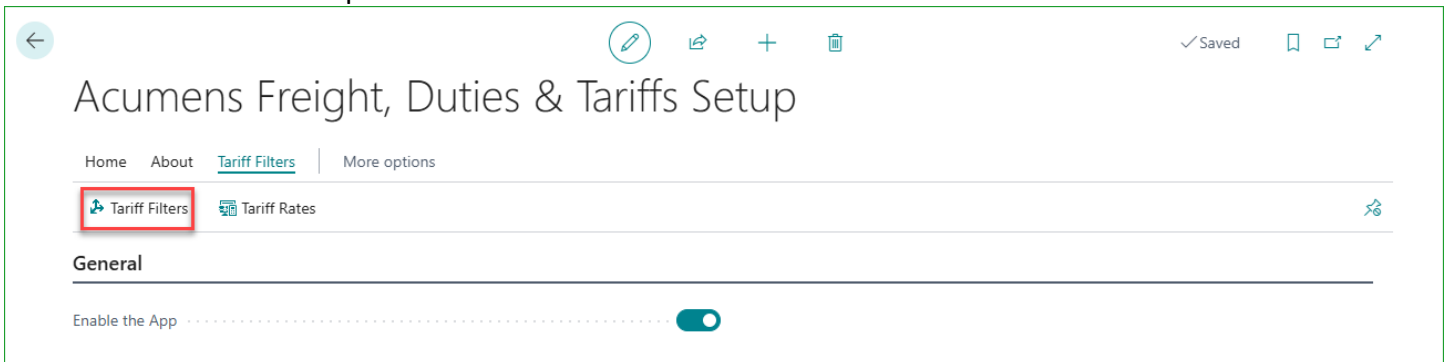 Saved
Acumens Freight, Duties & Tariffs Setup
Home About Tariff Filters More options
Tariff Filters Tariff Rates
General
Enable the App